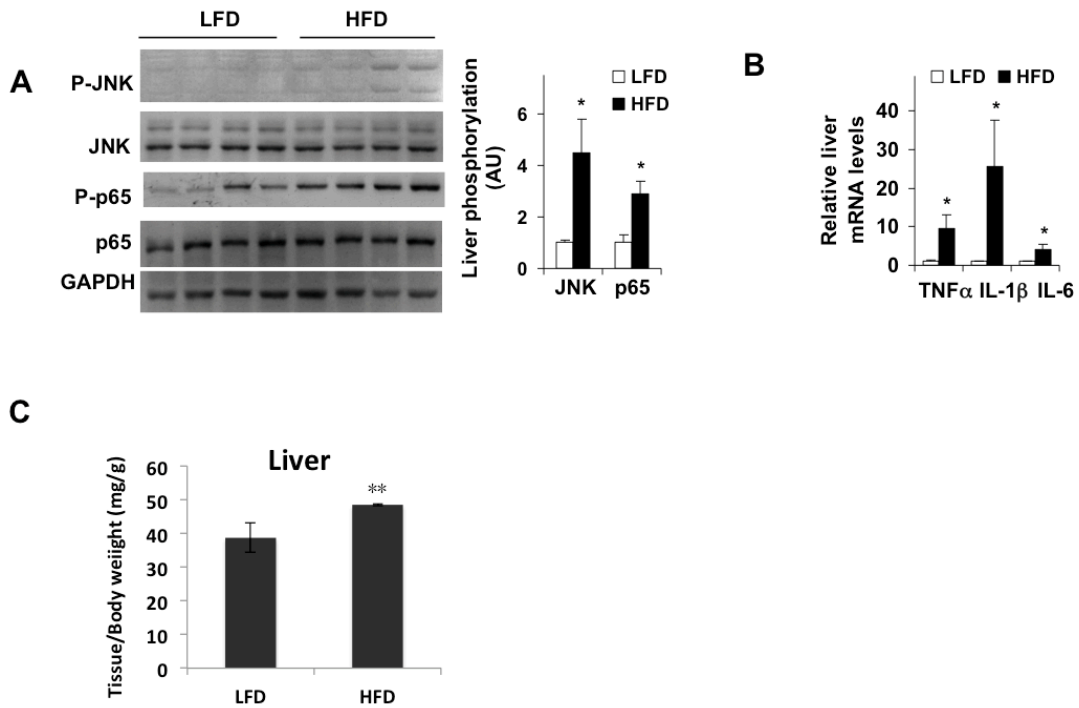 LFD HFD
A
P-JNK
JNK
P-p65
p65
GAPDH
Liver phosphorylation
(AU)
LFD
HFD
6
4
2
0
* *
JNK p65
B
Relative liver
mRNA levels
LFD HFD
40
30
20
10
0
* * *
TNFα IL-1β IL-6
C
Liver
Tissue/Body weiight (mg/g)
60
50
40
30
20
10
0
**
LFD HFD